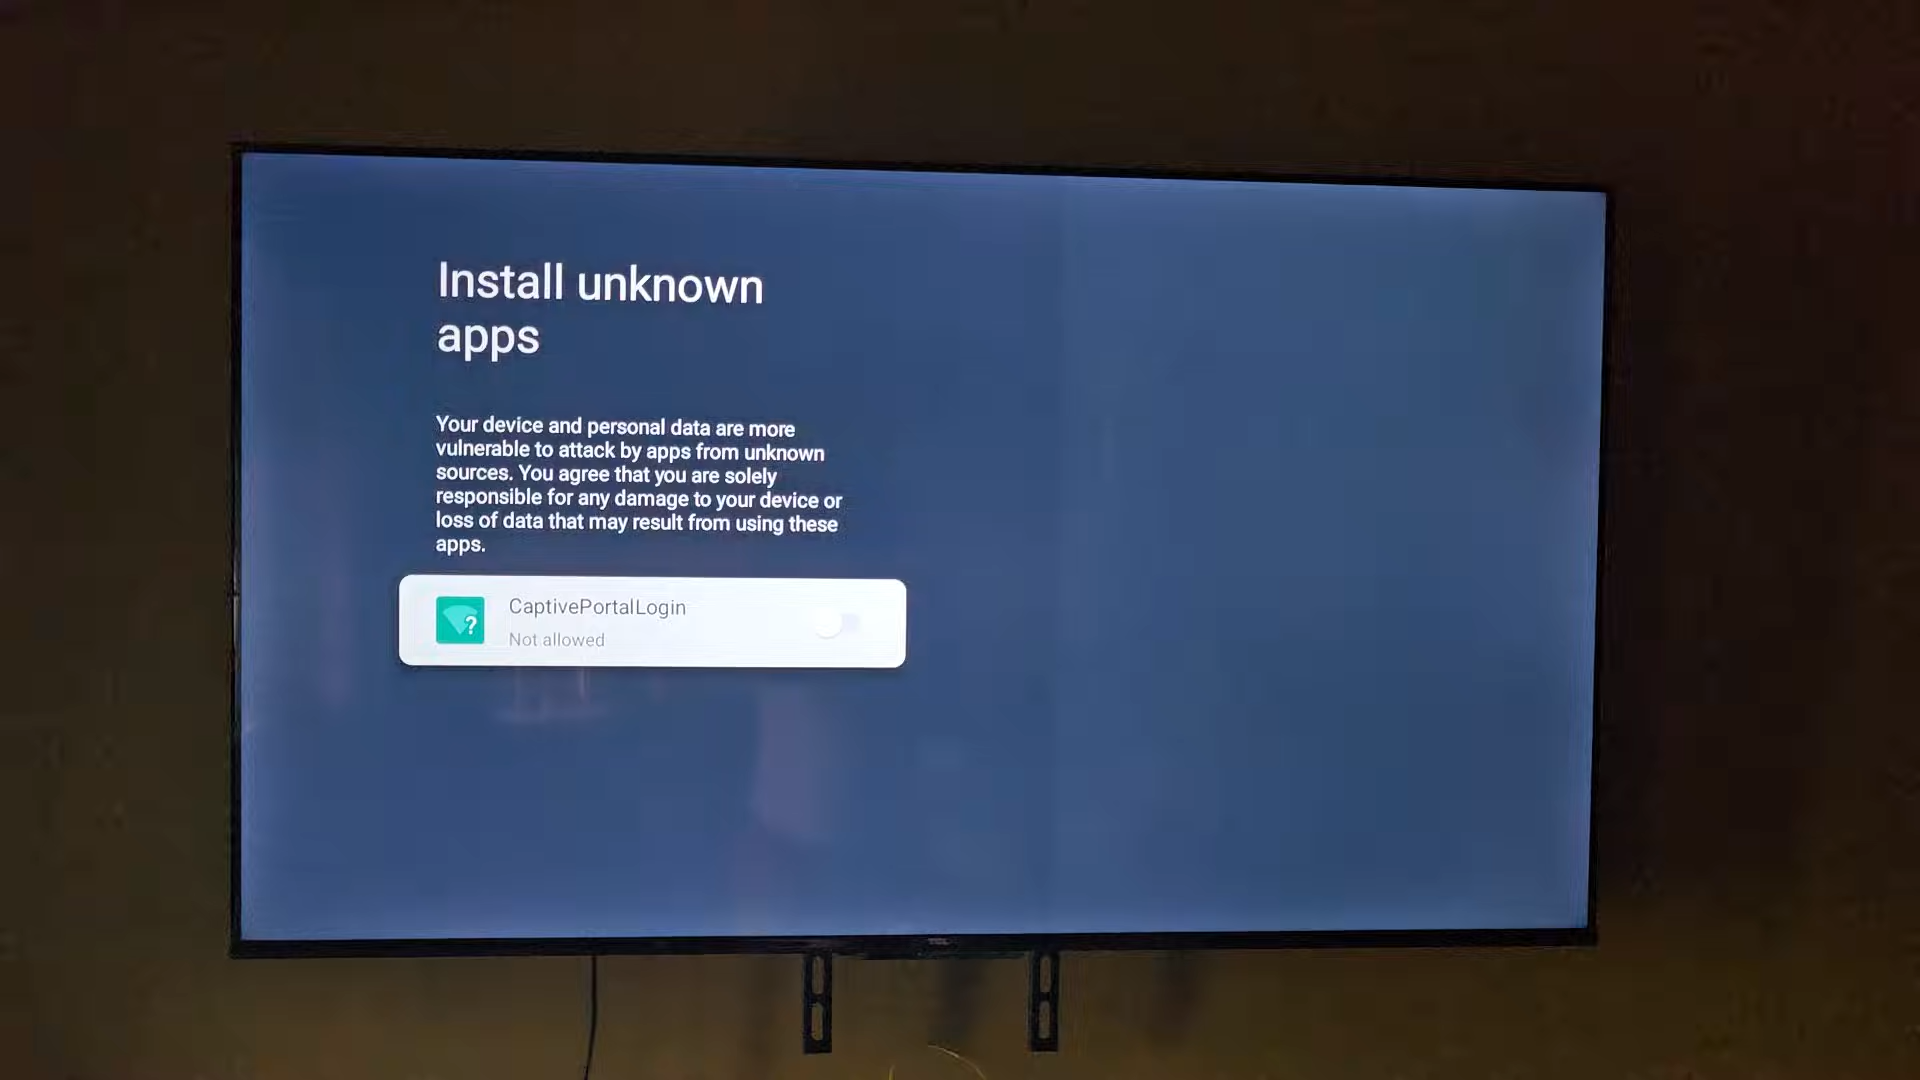 Install unknown
apps
Your device and personal data are more
vulnerable to attack by apps from unknown
sources. You agree that you are solely
responsible for any damage to your device or
loss of data that may result from using these
apps.
?
CaptivePortalLogin
Not allowed